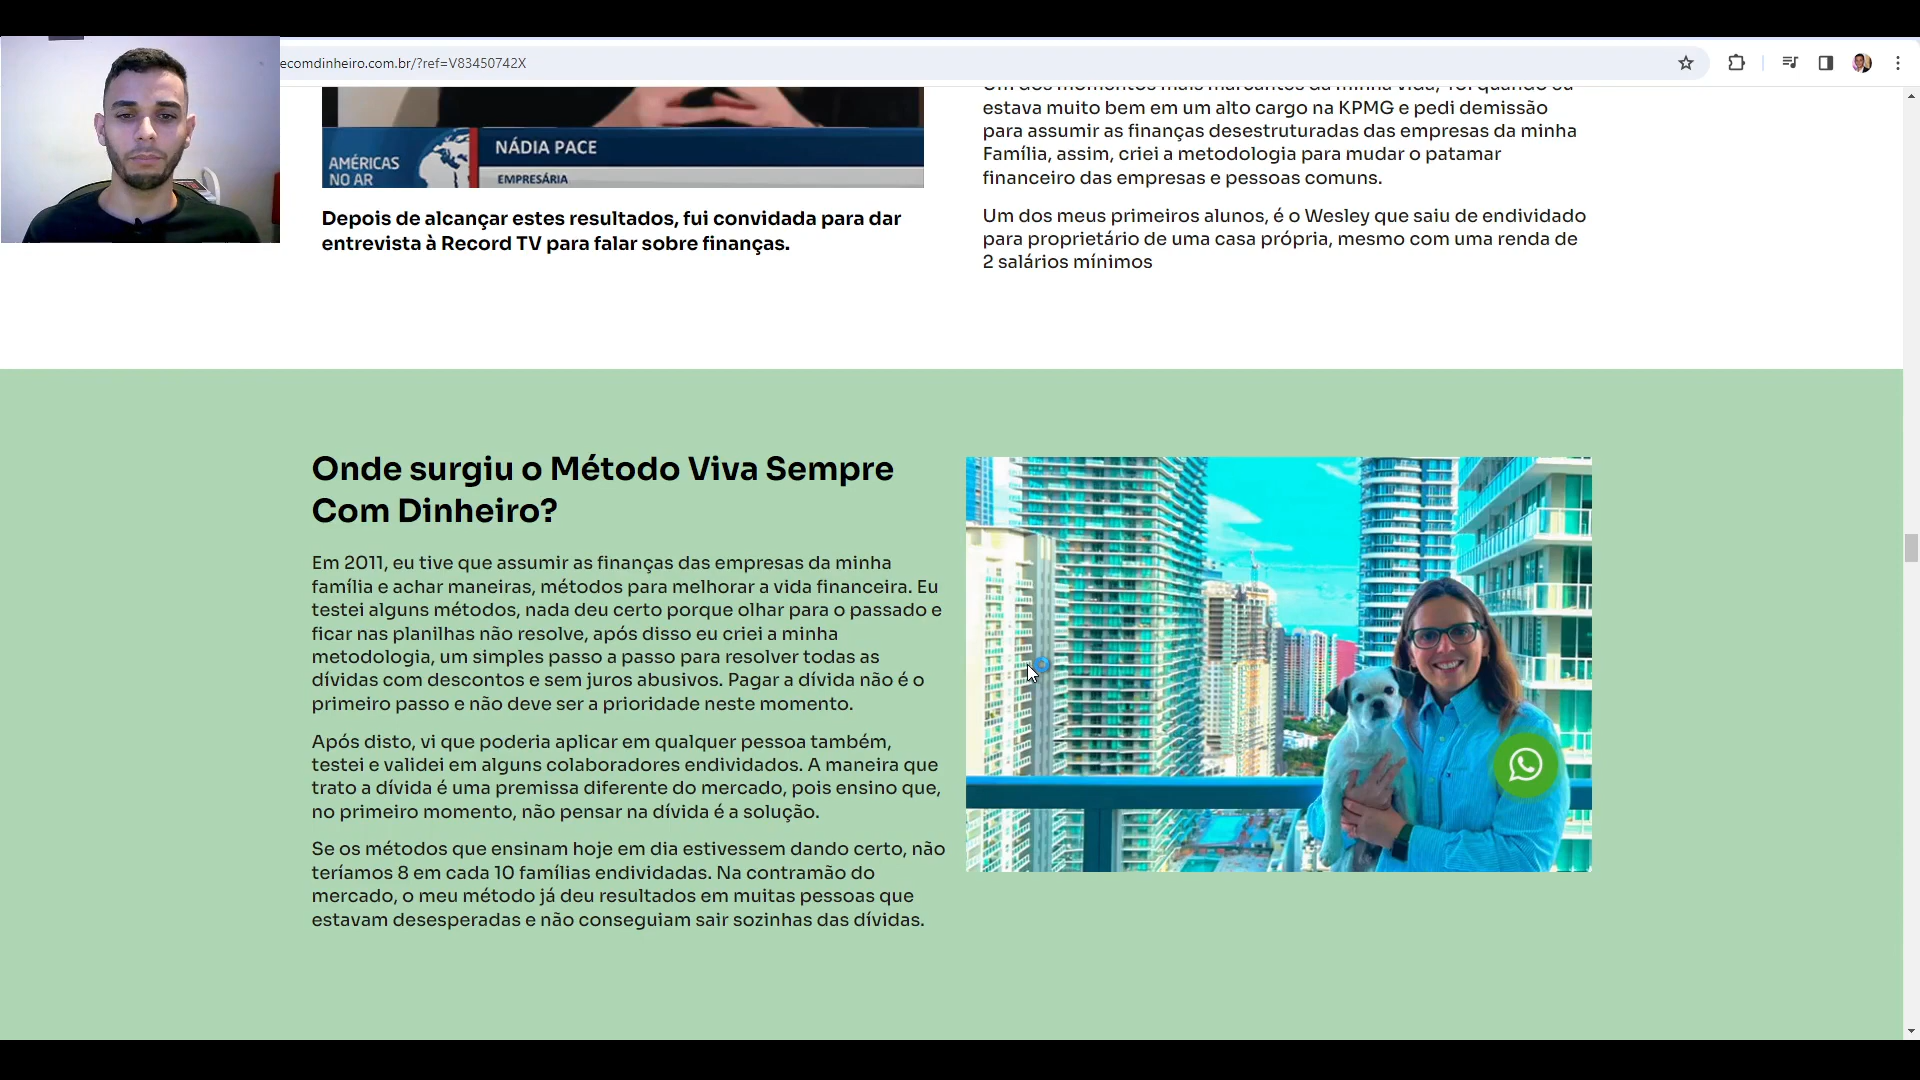 ecomdinheiro.com.br/?ref=V83450742X
NÁDIA PACE
AMÉRICAS
NO AR
EMPRESÁRIA
Depois de alcançar estes resultados, fui convidada para dar
entrevista à Record TV para falar sobre finanças.
Um dos momentos mais marcantes da minha vida, foi quando eu
estava muito bem em um alto cargo na KPMG e pedi demissão
para assumir as finanças desestruturadas das empresas da minha
Família, assim, criei a metodologia para mudar o patamar
financeiro das empresas e pessoas comuns.
Um dos meus primeiros alunos, é o Wesley que saiu de endividado
para proprietário de uma casa própria, mesmo com uma renda de
2 salários mínimos
Onde surgiu o Método Viva Sempre
Com Dinheiro?
Em 2011, eu tive que assumir as finanças das empresas da minha
família e achar maneiras, métodos para melhorar a vida financeira. Eu
testei alguns métodos, nada deu certo porque olhar para o passado e
ficar nas planilhas não resolve, após disso eu criei a minha
metodologia, um simples passo a passo para resolver todas as
dívidas com descontos e sem juros abusivos. Pagar a dívida não é o
primeiro passo e não deve ser a prioridade neste momento.
Após disto, vi que poderia aplicar em qualquer pessoa também,
testei e validei em alguns colaboradores endividados. A maneira que
trato a dívida é uma premissa diferente do mercado, pois ensino que,
no primeiro momento, não pensar na dívida é a solução.
Se os métodos que ensinam hoje em dia estivessem dando certo, não
teríamos 8 em cada 10 famílias endividadas. Na contramão do
mercado, o meu método já deu resultados em muitas pessoas que
estavam desesperadas e não conseguiam sair sozinhas das dívidas.